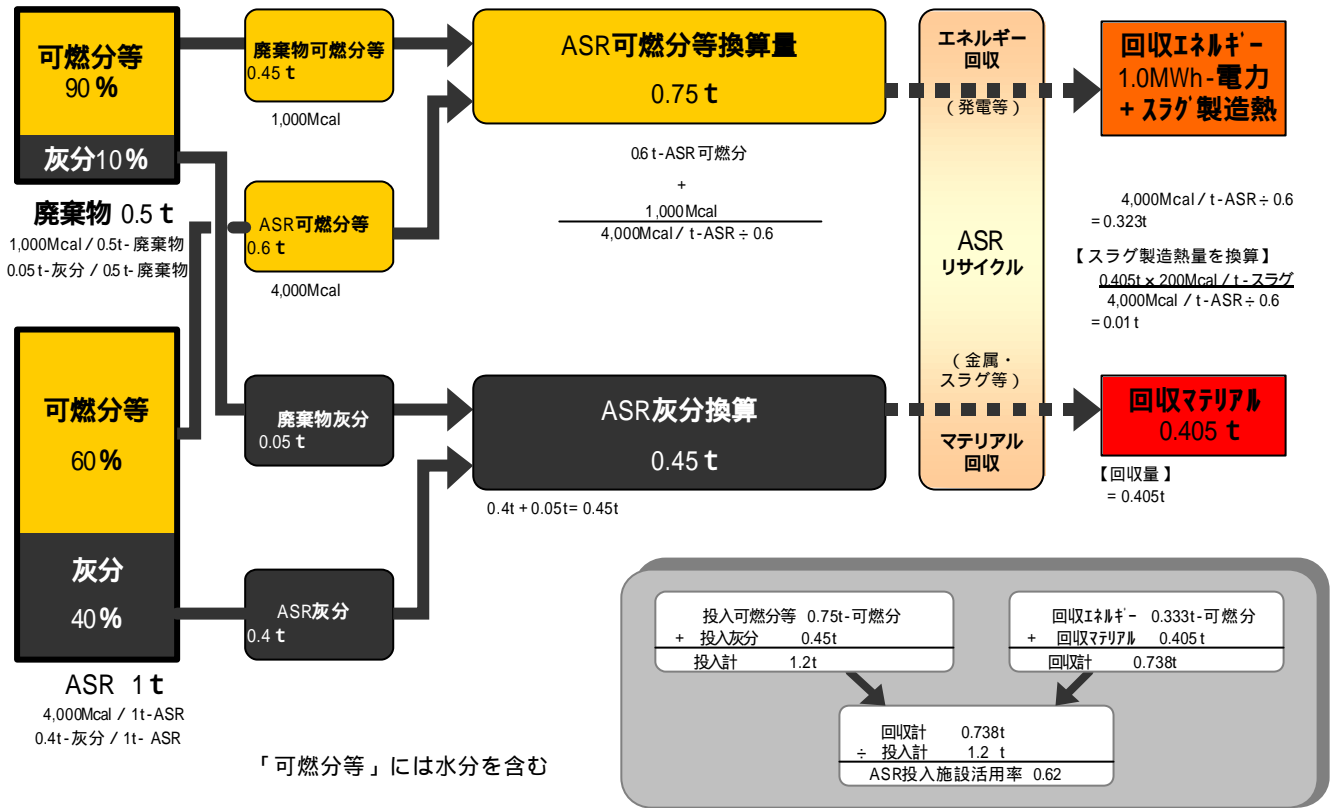 可燃分等
90%
灰分10%
廃棄物 0.5 t
1,000Mcal / 0.5t- 廃棄物
0.05t-灰分 / 0.5t- 廃棄物
可燃分等
60%
灰分
40%
ASR 1t
4,000Mcal / 1t-ASR
0.4t-灰分 / 1t- ASR
廃棄物可燃分等
0.45 t
1,000Mcal
ASR可燃分等
0.6 t
4,000Mcal
廃棄物灰分
0.05 t
ASR灰分
0.4 t
「可燃分等」には水分を含む
ASR可燃分等換算量
0.75 t
0.6 t-ASR可燃分
+
1,000Mcal
4,000Mcal / t-ASR ÷ 0.6
ASR灰分換算
0.45 t
0.4t + 0.05t= 0.45t
エネルギー
回収
(発電等)
ASR
リサイクル
(金属・
スラグ等)
マテリアル
回収
回収エネルギー
1.0MWh-電力
+ スラグ製造熱
4,000Mcal / t-ASR ÷ 0.6
= 0.323t
【スラグ製造熱量を換算】
0.405t × 200Mcal / t-スラグ
4,000Mcal / t-ASR ÷ 0.6
= 0.01 t
回収マテリアル
0.405 t
【回収量】
= 0.405t
投入可燃分等 0.75t-可燃分
+ 投入灰分 0.45t
投入計 1.2t
回収エネルギー 0.333t-可燃分
+ 回収マテリアル 0.405t
回収計 0.738t
回収計 0.738t
÷ 投入計 1.2 t
ASR投入施設活用率 0.62